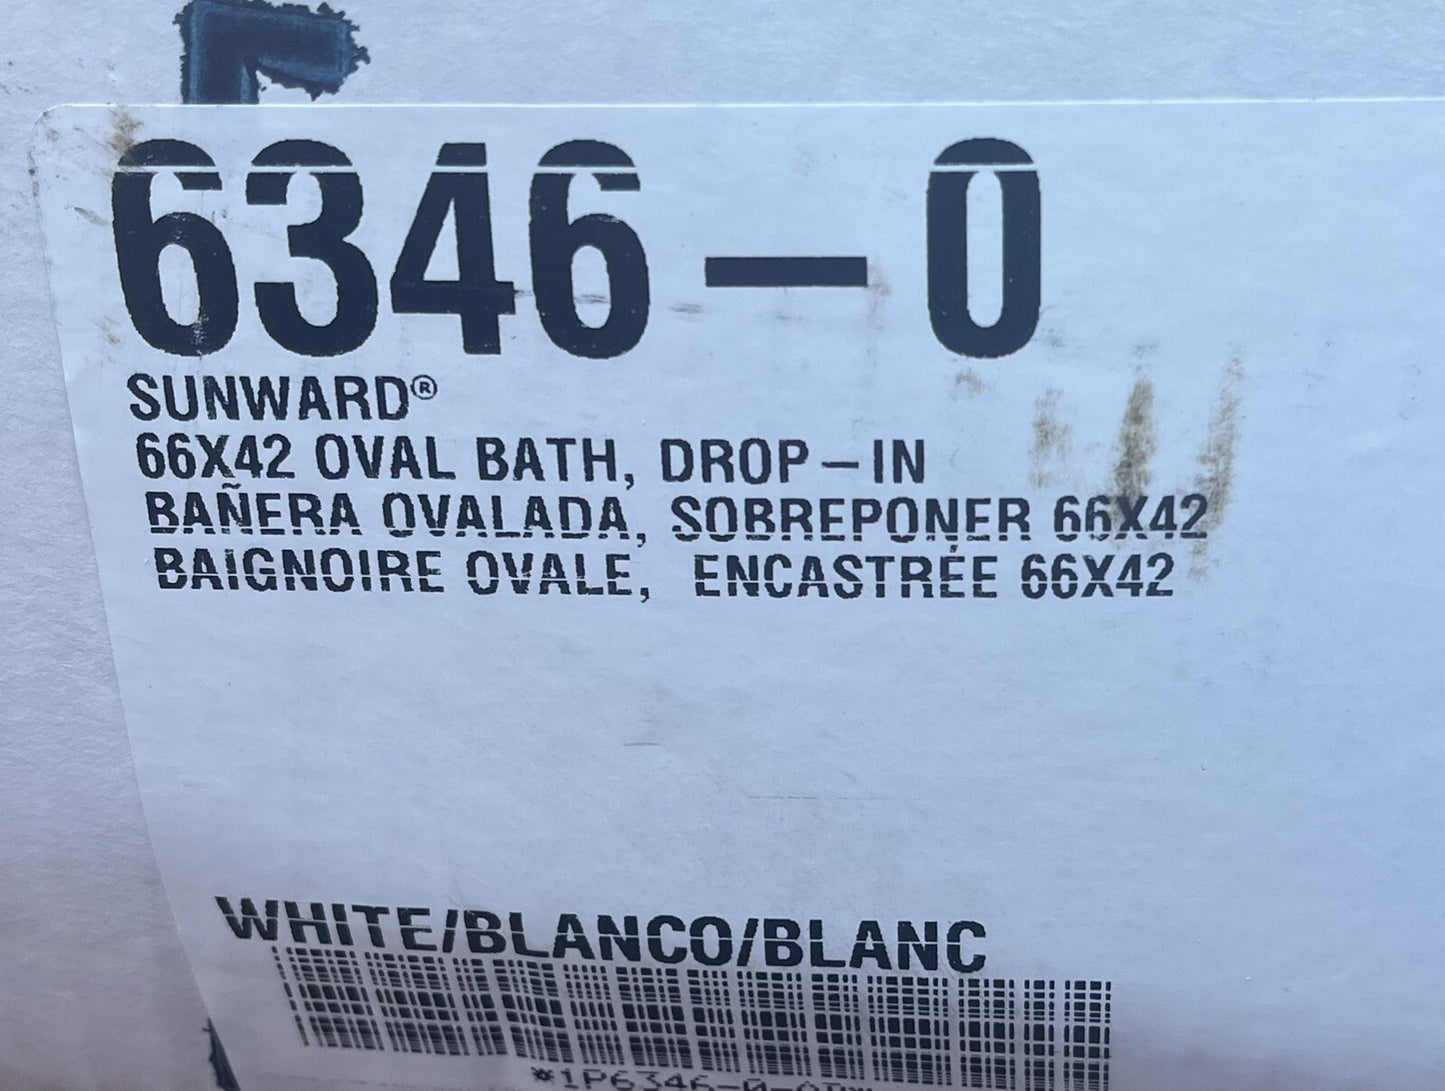 6346-0
SUNWARD®
66X42 OVAL BATH, DROP-IN
BAÑERA OVALADA, SOBREPONER 66X42
BAIGNOIRE OVALE, ENCASTRÉE 66X42
WHITE/BLANCO/BLANC